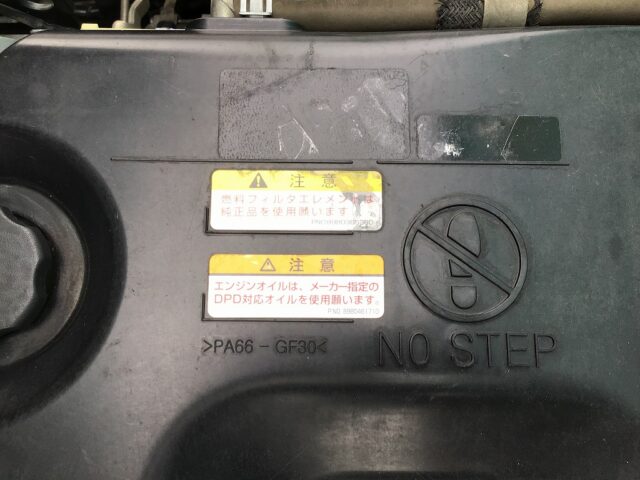 注意
燃料フィルタエレメントは
純正品を使用願います。
注意
エンジンオイルは、メーカー指定の
DPD対応オイルを使用願います。
P.NO. 8980461710
>PA66-GF30<
NO STEP